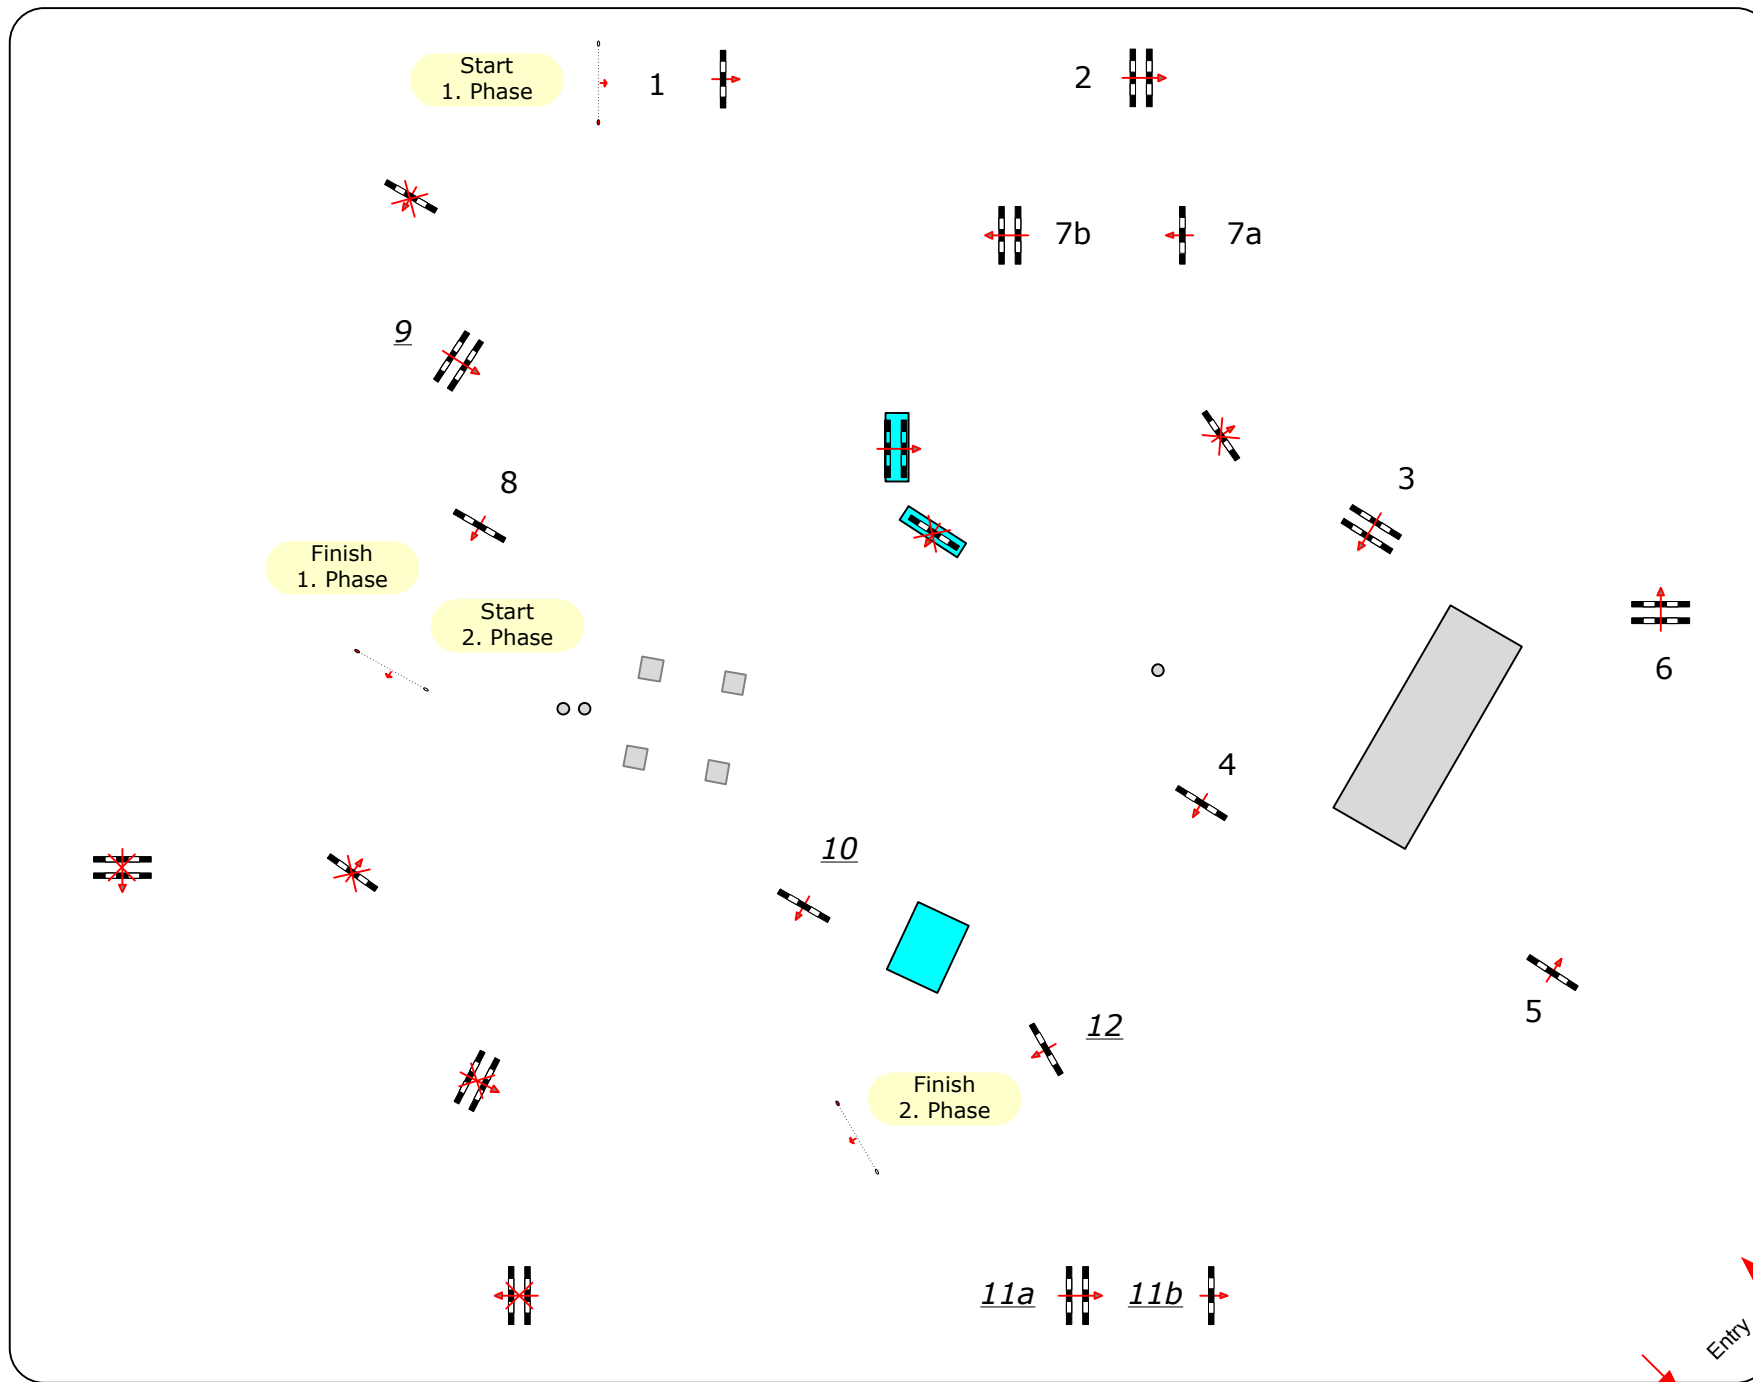 Start
1. Phase
1
2
7b
7a
9
8
3
Finish
1. Phase
Start
2. Phase
6
4
10
5
12
Finish
2. Phase
11a
11b
Entry